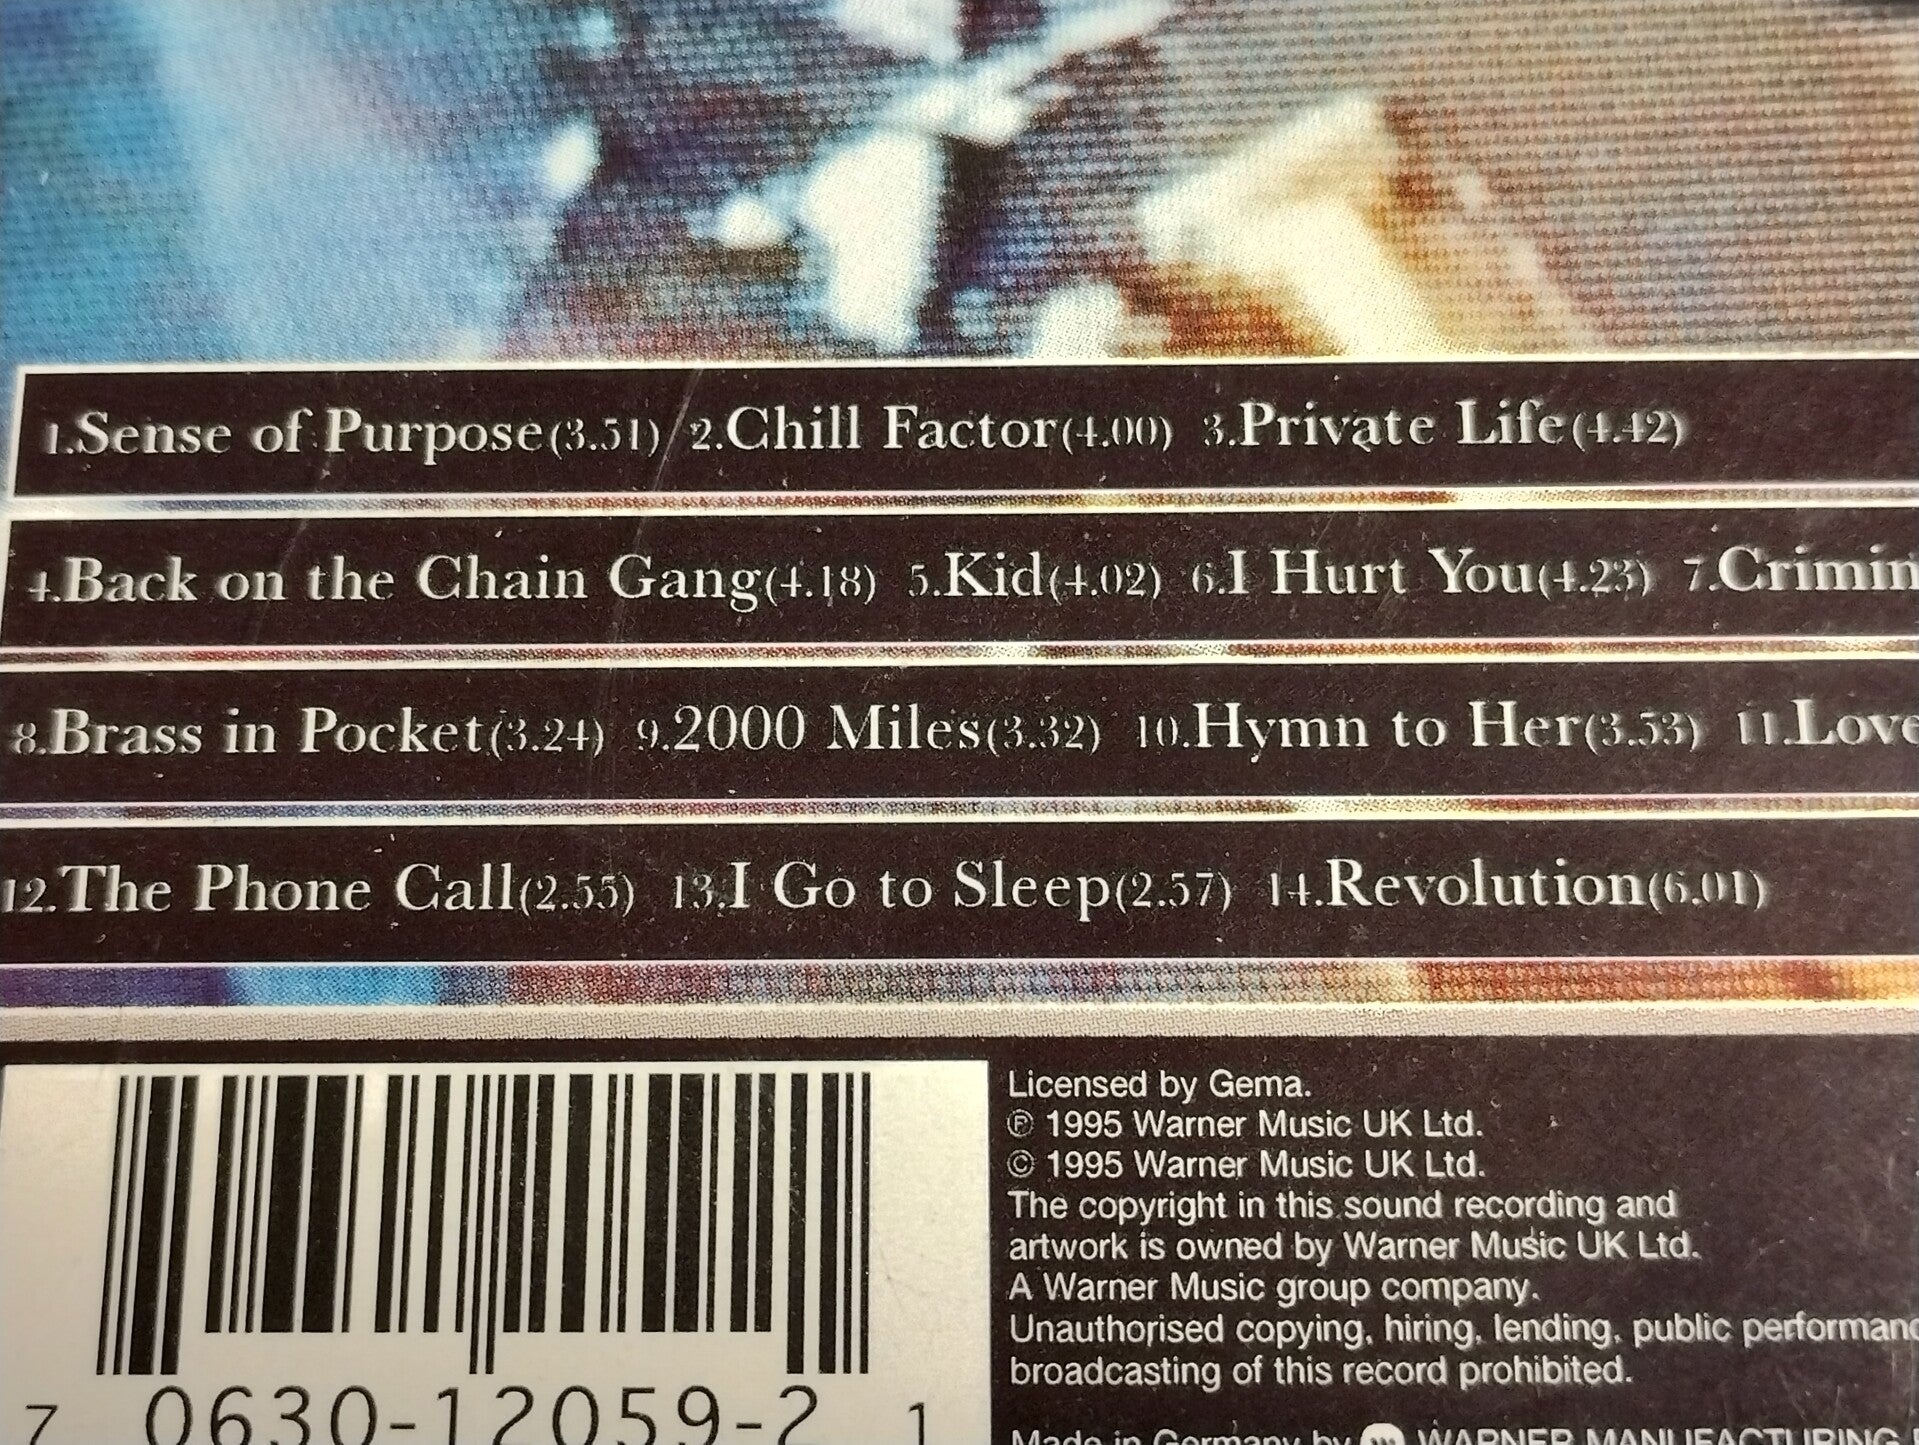 1.Sense of Purpose(3.51) 2.Chill Factor(4.00) 3.Private Life(4.42)
4.Back on the Chain Gang(4.18) 5.Kid(4.02) 6.I Hurt You(4.23) 7.Crimin
8.Brass in Pocket(3.24) 9.2000 Miles(3.32) 10.Hymn to Her(3.53) 11.Love
12.The Phone Call(2.55) 13.I Go to Sleep(2.57) 14.Revolution(6.01)
Licensed by Gema.
℗ 1995 Warner Music UK Ltd.
© 1995 Warner Music UK Ltd.
The copyright in this sound recording and
artwork is owned by Warner Music UK Ltd.
A Warner Music group company.
Unauthorised copying, hiring, lending, public performanc
broadcasting of this record prohibited.
Made in Germany by WARNER MANUFACTURING
7 0630-12059-2 1